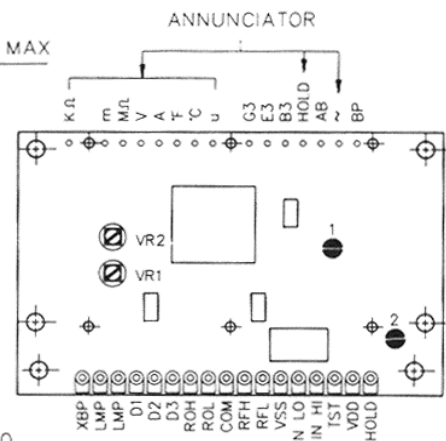 ANNUNCIATOR
MAX
KΩ
m
MΩ
V
A
°F
°C
u
G3
E3
B3
HOLD
AB
~
BP
1
VR2
VR1
2
XBP
LMP
LMP
D1
D2
D3
ROH
ROL
COM
RFH
RFL
VSS
N LO
IN HI
TST
VDD
HOLD